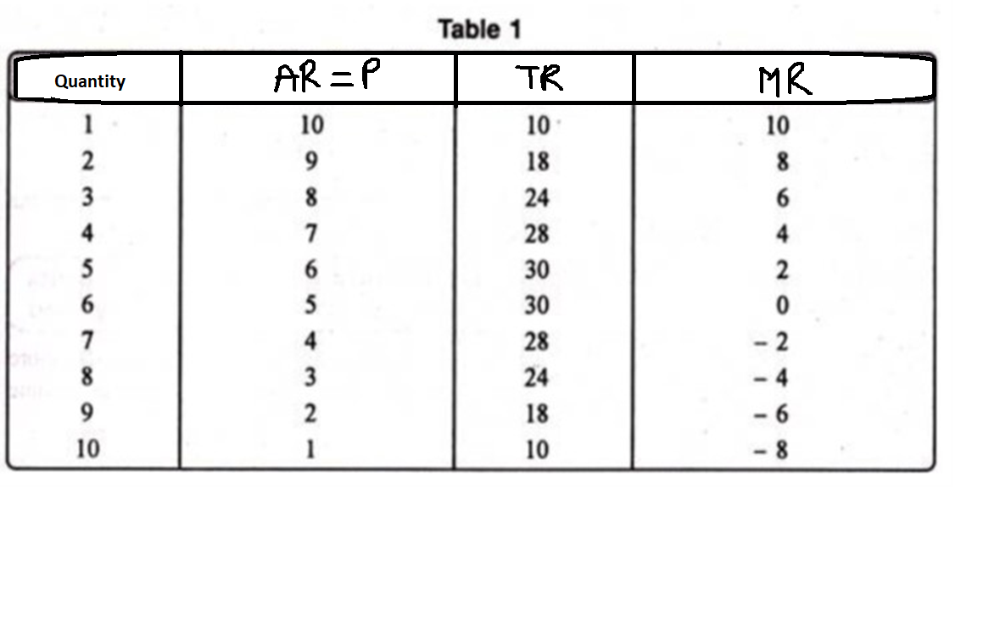 Table 1
Quantity AR = P TR MR
1 10 10 10
2 9 18 8
3 8 24 6
4 7 28 4
5 6 30 2
6 5 30 0
7 4 28 – 2
8 3 24 – 4
9 2 18 – 6
10 1 10 – 8